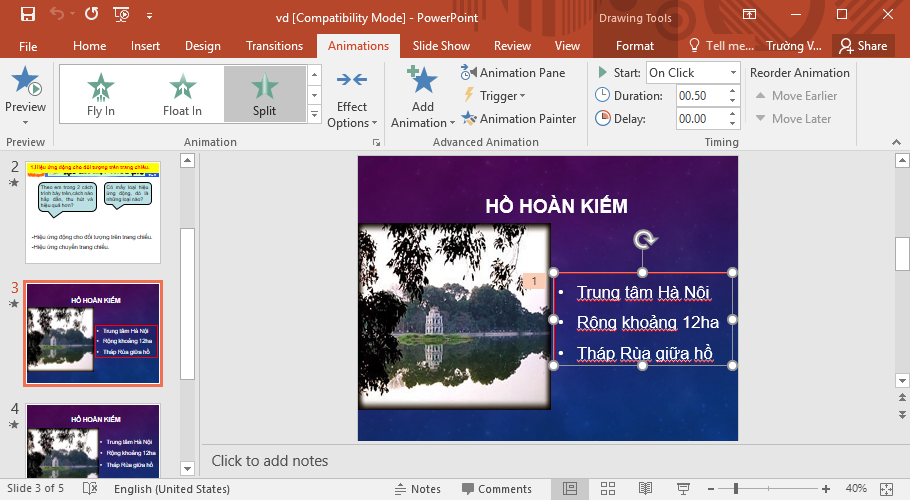 vd [Compatibility Mode] - PowerPoint
Drawing Tools
File Home Insert Design Transitions Animations Slide Show Review View Format Tell me... Trường V... Share
Preview
Fly In Float In Split
Effect Options
Add Animation
Animation Pane
Trigger
Animation Painter
Start: On Click
Duration: 00.50
Delay: 00.00
Reorder Animation
Move Earlier
Move Later
Preview Animation Advanced Animation Timing
2
1.Hiệu ứng động cho đối tượng trên trang chiếu.
Theo em trong 2 cách
trình bày trên,cách nào
hấp dẫn, thu hút và
hiệu quả hơn?
Có mấy loại hiệu
ứng động, đó là
những loại nào?
-Hiệu ứng động cho đối tượng trên trang chiếu.
-Hiệu ứng chuyển trang chiếu.
3
HỒ HOÀN KIẾM
• Trung tâm Hà Nội
• Rộng khoảng 12ha
• Tháp Rùa giữa hồ
4
HỒ HOÀN KIẾM
• Trung tâm Hà Nội
• Rộng khoảng 12ha
• Tháp Rùa giữa hồ
HỒ HOÀN KIẾM
1
• Trung tâm Hà Nội
• Rộng khoảng 12ha
• Tháp Rùa giữa hồ
Click to add notes
Slide 3 of 5 English (United States) Notes Comments 40%